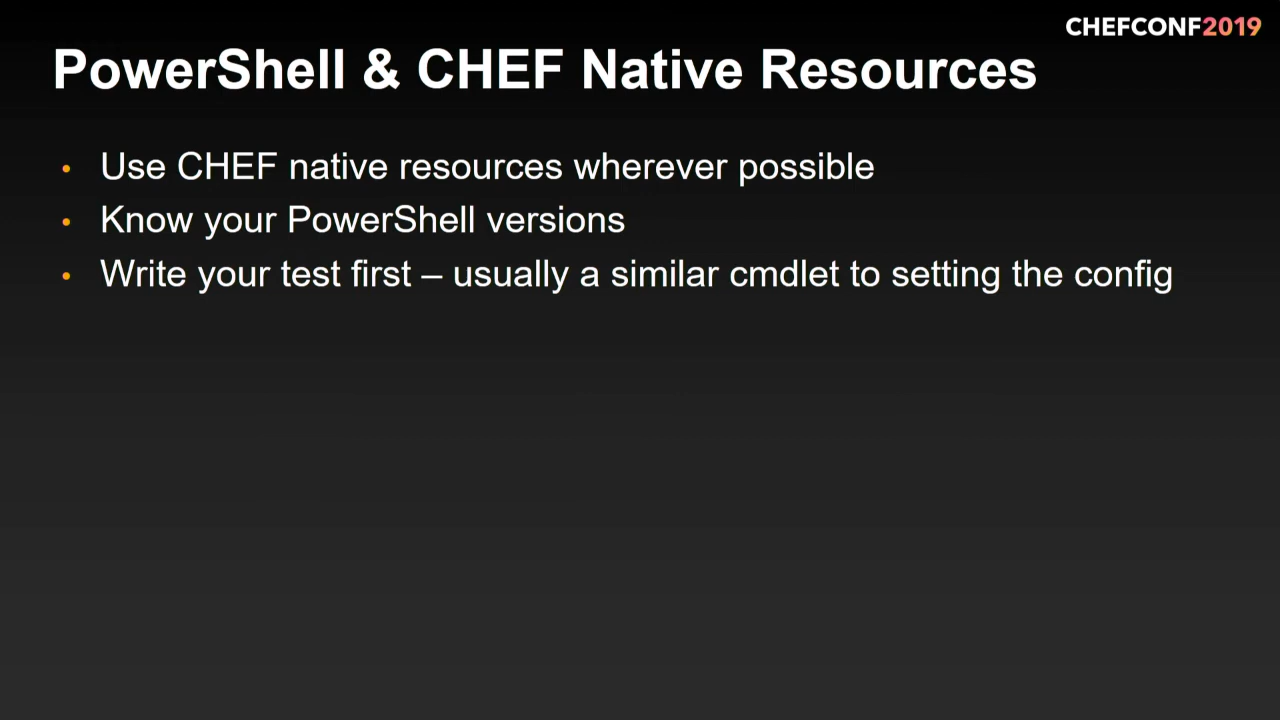 CHEFCONF2019
PowerShell & CHEF Native Resources
• Use CHEF native resources wherever possible
• Know your PowerShell versions
• Write your test first – usually a similar cmdlet to setting the config